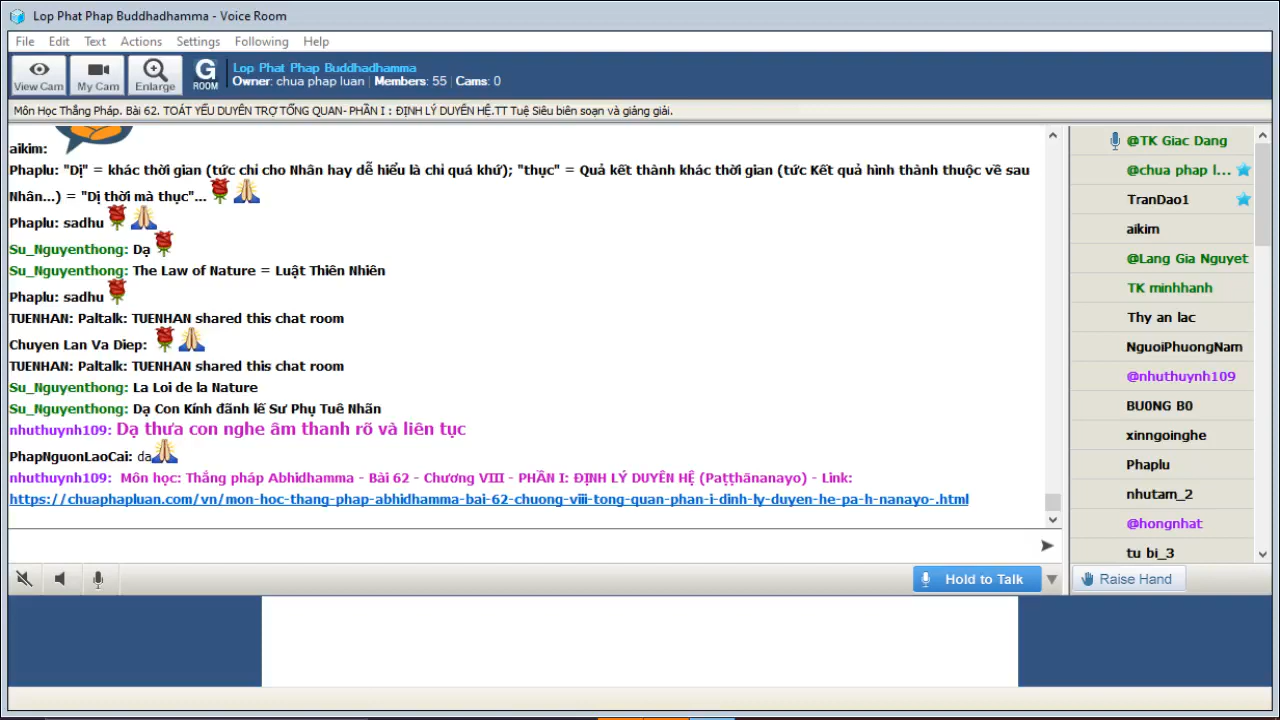 Lop Phat Phap Buddhadhamma - Voice Room
File Edit Text Actions Settings Following Help
View Cam My Cam Enlarge G ROOM
Lop Phat Phap Buddhadhamma
Owner: chua phap luan | Members: 55 | Cams: 0
Môn Học Thắng Pháp. Bài 62. TOÁT YẾU DUYÊN TRỢ TỔNG QUAN- PHẦN I : ĐỊNH LÝ DUYÊN HỆ.TT Tuệ Siêu biên soạn và giảng giải.
aikim:
Phaplu: "Dị" = khác thời gian (tức chỉ cho Nhân hay dễ hiểu là chỉ quá khứ); "thục" = Quả kết thành khác thời gian (tức Kết quả hình thành thuộc về sau
Nhân...) = "Dị thời mà thục"...
Phaplu: sadhu
Su_Nguyenthong: Dạ
Su_Nguyenthong: The Law of Nature = Luật Thiên Nhiên
Phaplu: sadhu
TUENHAN: Paltalk: TUENHAN shared this chat room
Chuyen Lan Va Diep:
TUENHAN: Paltalk: TUENHAN shared this chat room
Su_Nguyenthong: La Loi de la Nature
Su_Nguyenthong: Dạ Con Kính đãnh lế Sư Phụ Tuê Nhãn
nhuthuynh109: Dạ thưa con nghe âm thanh rõ và liên tục
PhapNguonLaoCai: da
nhuthuynh109: Môn học: Thắng pháp Abhidhamma - Bài 62 - Chương VIII - PHẦN I: ĐỊNH LÝ DUYÊN HỆ (Paṭṭhānanayo) - Link:
https://chuaphapluan.com/vn/mon-hoc-thang-phap-abhidhamma-bai-62-chuong-viii-tong-quan-phan-i-dinh-ly-duyen-he-pa-h-nanayo-.html
@TK Giac Dang
@chua phap l...
TranDao1
aikim
@Lang Gia Nguyet
TK minhhanh
Thy an lac
NguoiPhuongNam
@nhuthuynh109
BU0NG B0
xinngoinghe
Phaplu
nhutam_2
@hongnhat
tu bi_3
Hold to Talk
Raise Hand